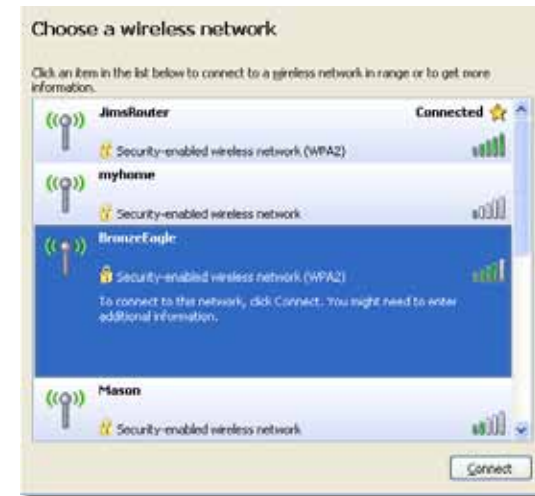 Choose a wireless network
Click an item in the list below to connect to a wireless network in range or to get more
information.
JimsRouter Connected
Security-enabled wireless network (WPA2)
myhome
Security-enabled wireless network
BronzeEagle
Security-enabled wireless network (WPA2)
To connect to this network, click Connect. You might need to enter
additional information.
Mason
Security-enabled wireless network
Connect